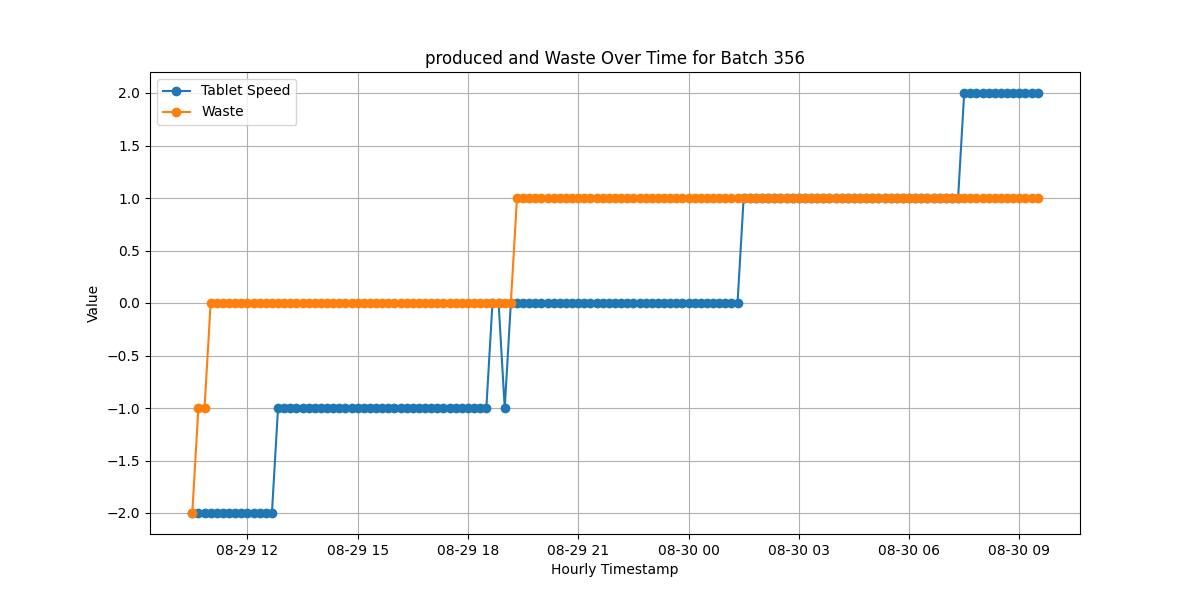 produced and Waste Over Time for Batch 356
Tablet Speed
Waste
2.0
1.5
1.0
0.5
0.0
−0.5
−1.0
−1.5
−2.0
Value
08-29 12 08-29 15 08-29 18 08-29 21 08-30 00 08-30 03 08-30 06 08-30 09
Hourly Timestamp